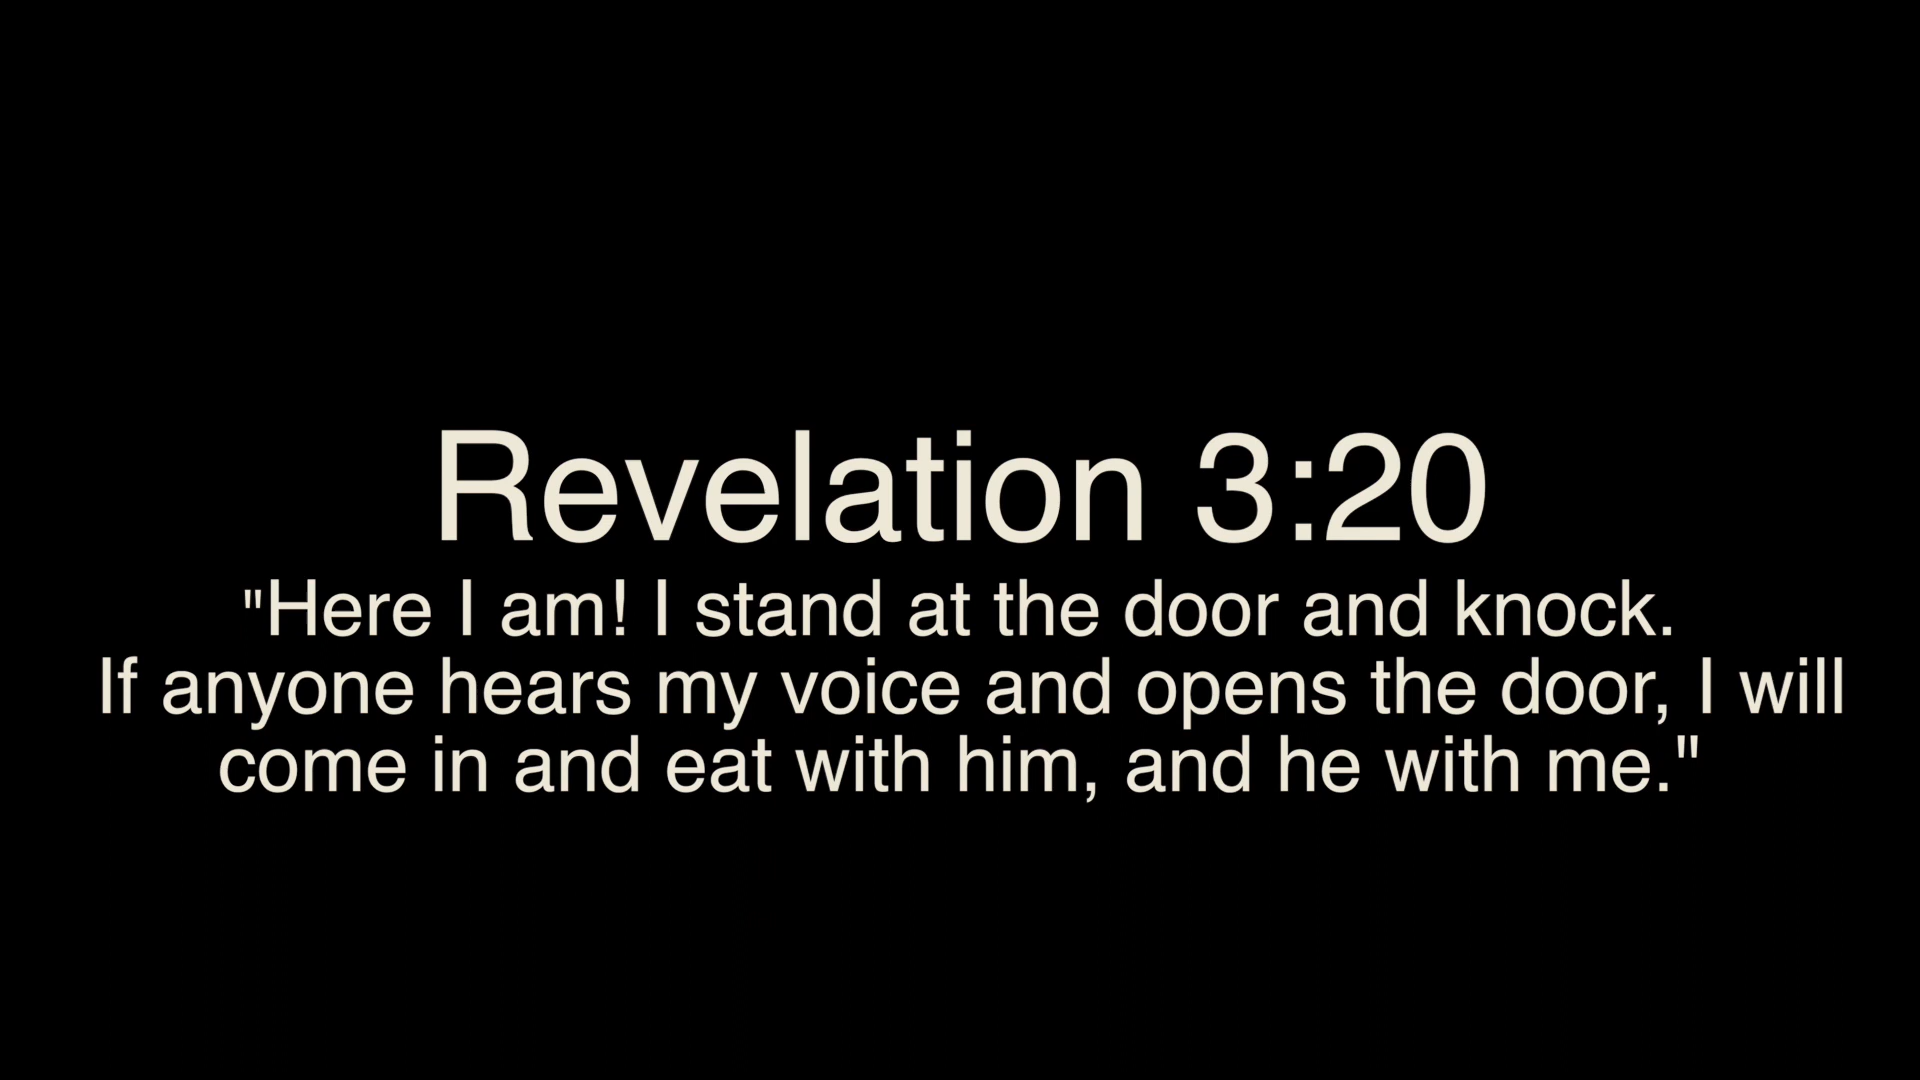 Revelation 3:20
"Here I am! I stand at the door and knock.
If anyone hears my voice and opens the door, I will
come in and eat with him, and he with me."